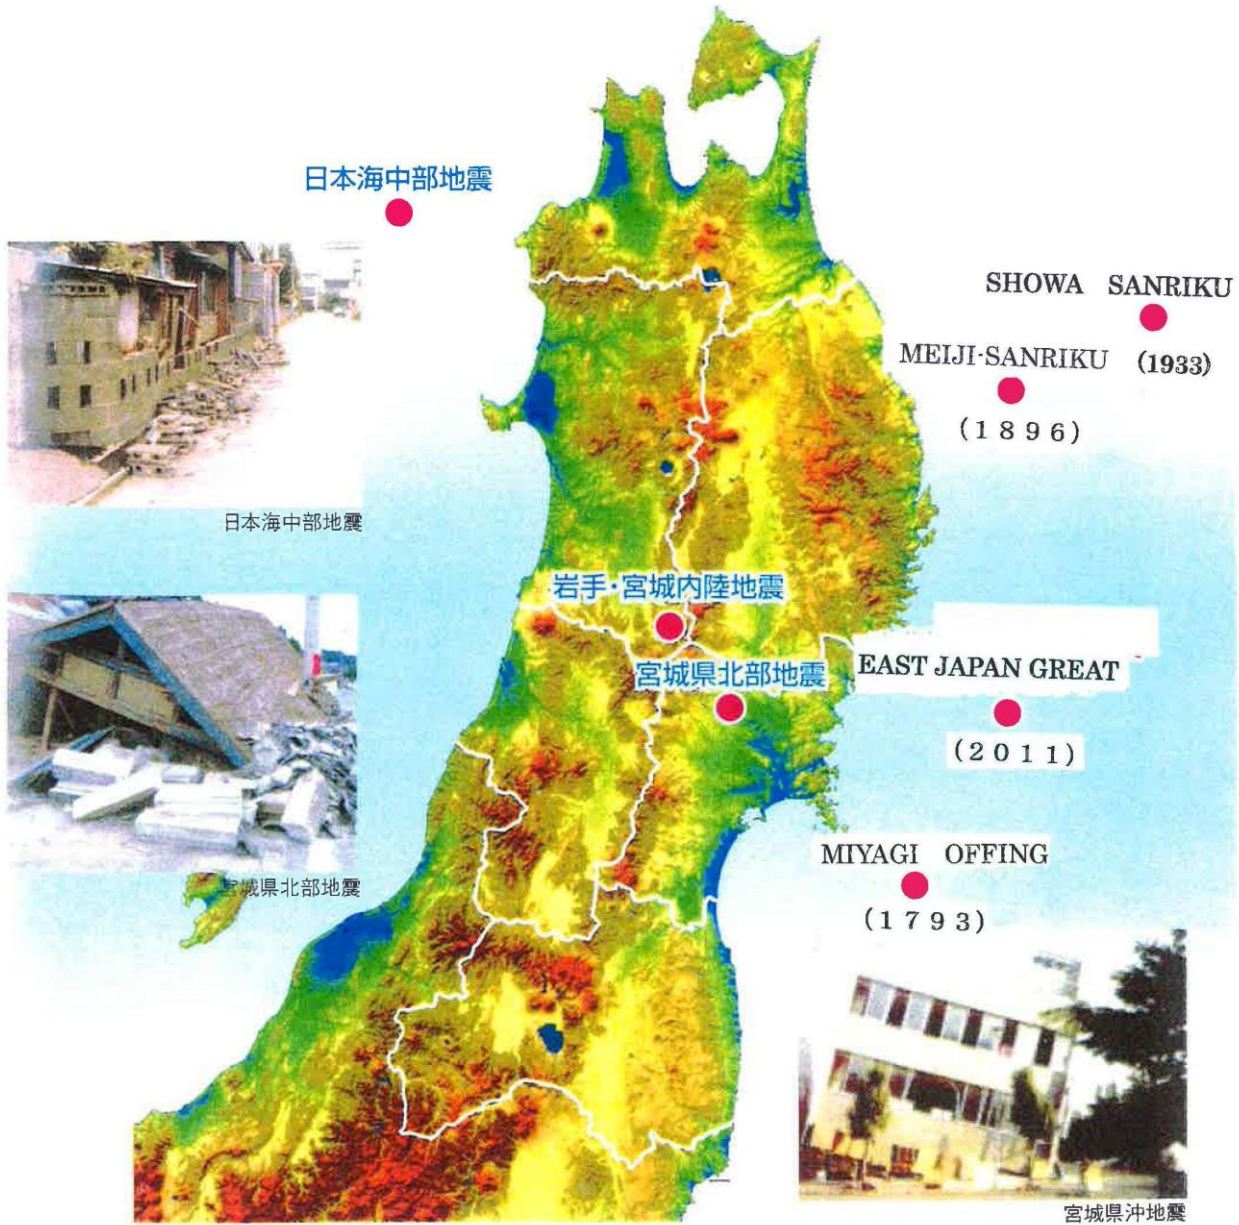 日本海中部地震
SHOWA SANRIKU
MEIJI-SANRIKU (1933)
(1896)
日本海中部地震
岩手・宮城内陸地震
宮城県北部地震
EAST JAPAN GREAT
(2011)
MIYAGI OFFING
宮城県北部地震
(1793)
宮城県沖地震